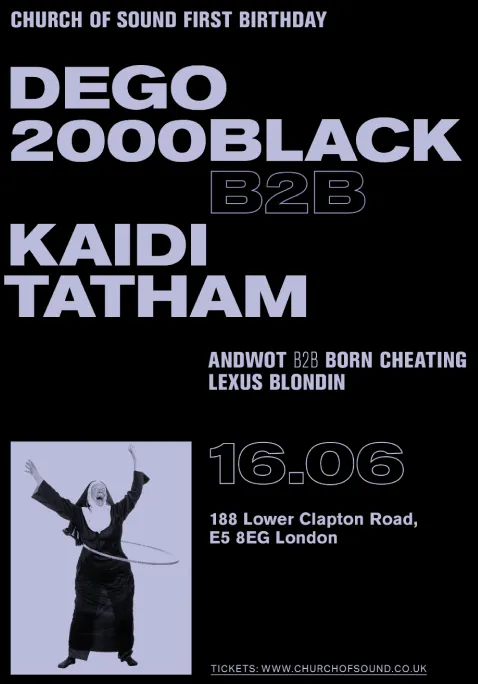 CHURCH OF SOUND FIRST BIRTHDAY
DEGO
2000BLACK
B2B
KAIDI
TATHAM
ANDWOT B2B BORN CHEATING
LEXUS BLONDIN
16.06
188 Lower Clapton Road,
E5 8EG London
TICKETS: WWW.CHURCHOFSOUND.CO.UK